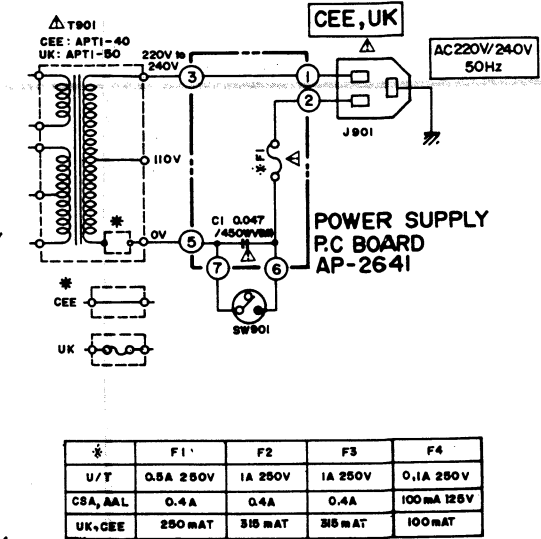 ⚠ T901
CEE: APT1-40
UK: APT1-50
220V to
240V
110V
0V
*
3
1
2
5
7
6
CEE, UK
⚠
AC220V/240V
50Hz
J901
*F1
⚠
C1 0.047
⚠
SW901
POWER SUPPLY
P.C BOARD
AP-2641
*
CEE
UK
* F1 F2 F3 F4
U/T 0.5A 250V 1A 250V 1A 250V 0.1A 250V
CSA, AAL 0.4A 0.4A 0.4A 100mA 125V
UK, CEE 250mAT 315mAT 315mAT 100mAT